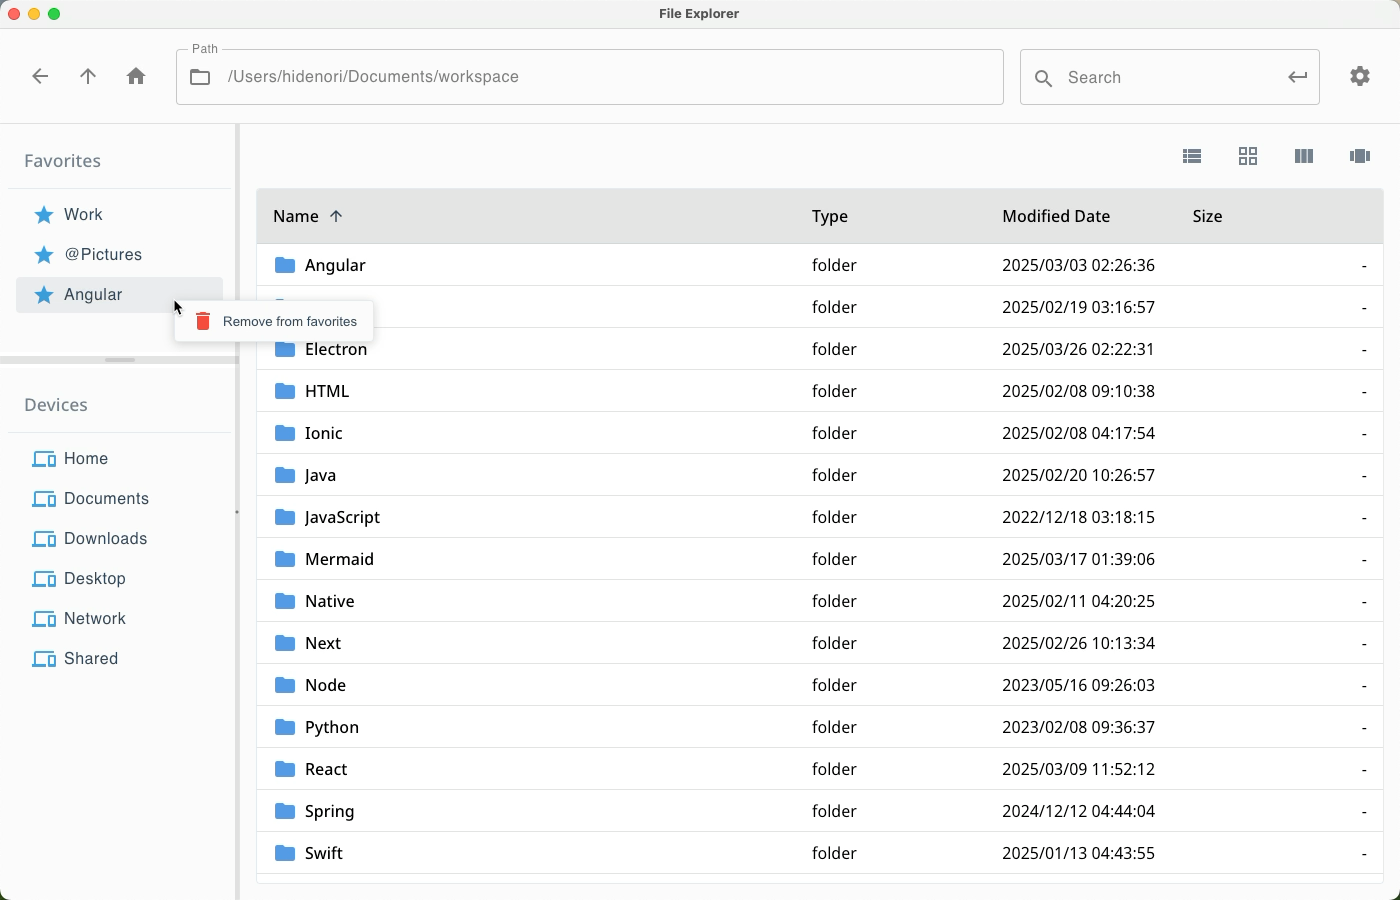 File Explorer
Path
/Users/hidenori/Documents/workspace
Search
Favorites
Work
@Pictures
Angular
Remove from favorites
Devices
Home
Documents
Downloads
Desktop
Network
Shared
Name Type Modified Date Size
Angular folder 2025/03/03 02:26:36 -
folder 2025/02/19 03:16:57 -
Electron folder 2025/03/26 02:22:31 -
HTML folder 2025/02/08 09:10:38 -
Ionic folder 2025/02/08 04:17:54 -
Java folder 2025/02/20 10:26:57 -
JavaScript folder 2022/12/18 03:18:15 -
Mermaid folder 2025/03/17 01:39:06 -
Native folder 2025/02/11 04:20:25 -
Next folder 2025/02/26 10:13:34 -
Node folder 2023/05/16 09:26:03 -
Python folder 2023/02/08 09:36:37 -
React folder 2025/03/09 11:52:12 -
Spring folder 2024/12/12 04:44:04 -
Swift folder 2025/01/13 04:43:55 -